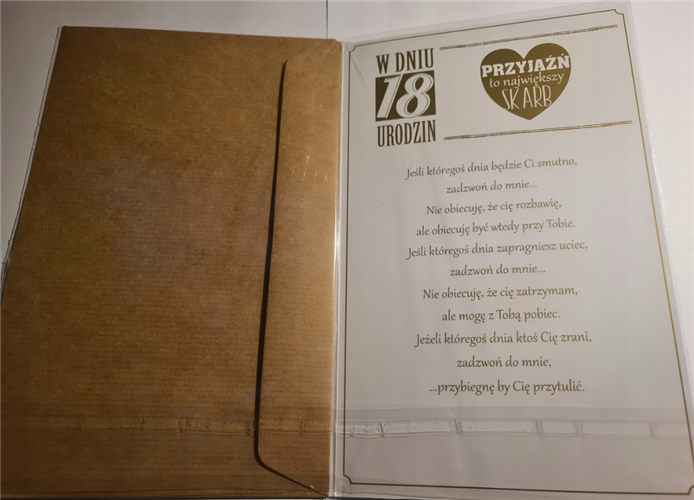 W DNIU
18
URODZIN
PRZYJAŹŃ
to największy
SKARB
Jeśli któregoś dnia będzie Ci smutno,
zadzwoń do mnie...
Nie obiecuję, że cię rozbawię,
ale obiecuję być wtedy przy Tobie.
Jeśli któregoś dnia zapragniesz uciec,
zadzwoń do mnie...
Nie obiecuję, że cię zatrzymam,
ale mogę z Tobą pobiec.
Jeżeli któregoś dnia ktoś Cię zrani,
zadzwoń do mnie,
...przybiegnę by Cię przytulić.